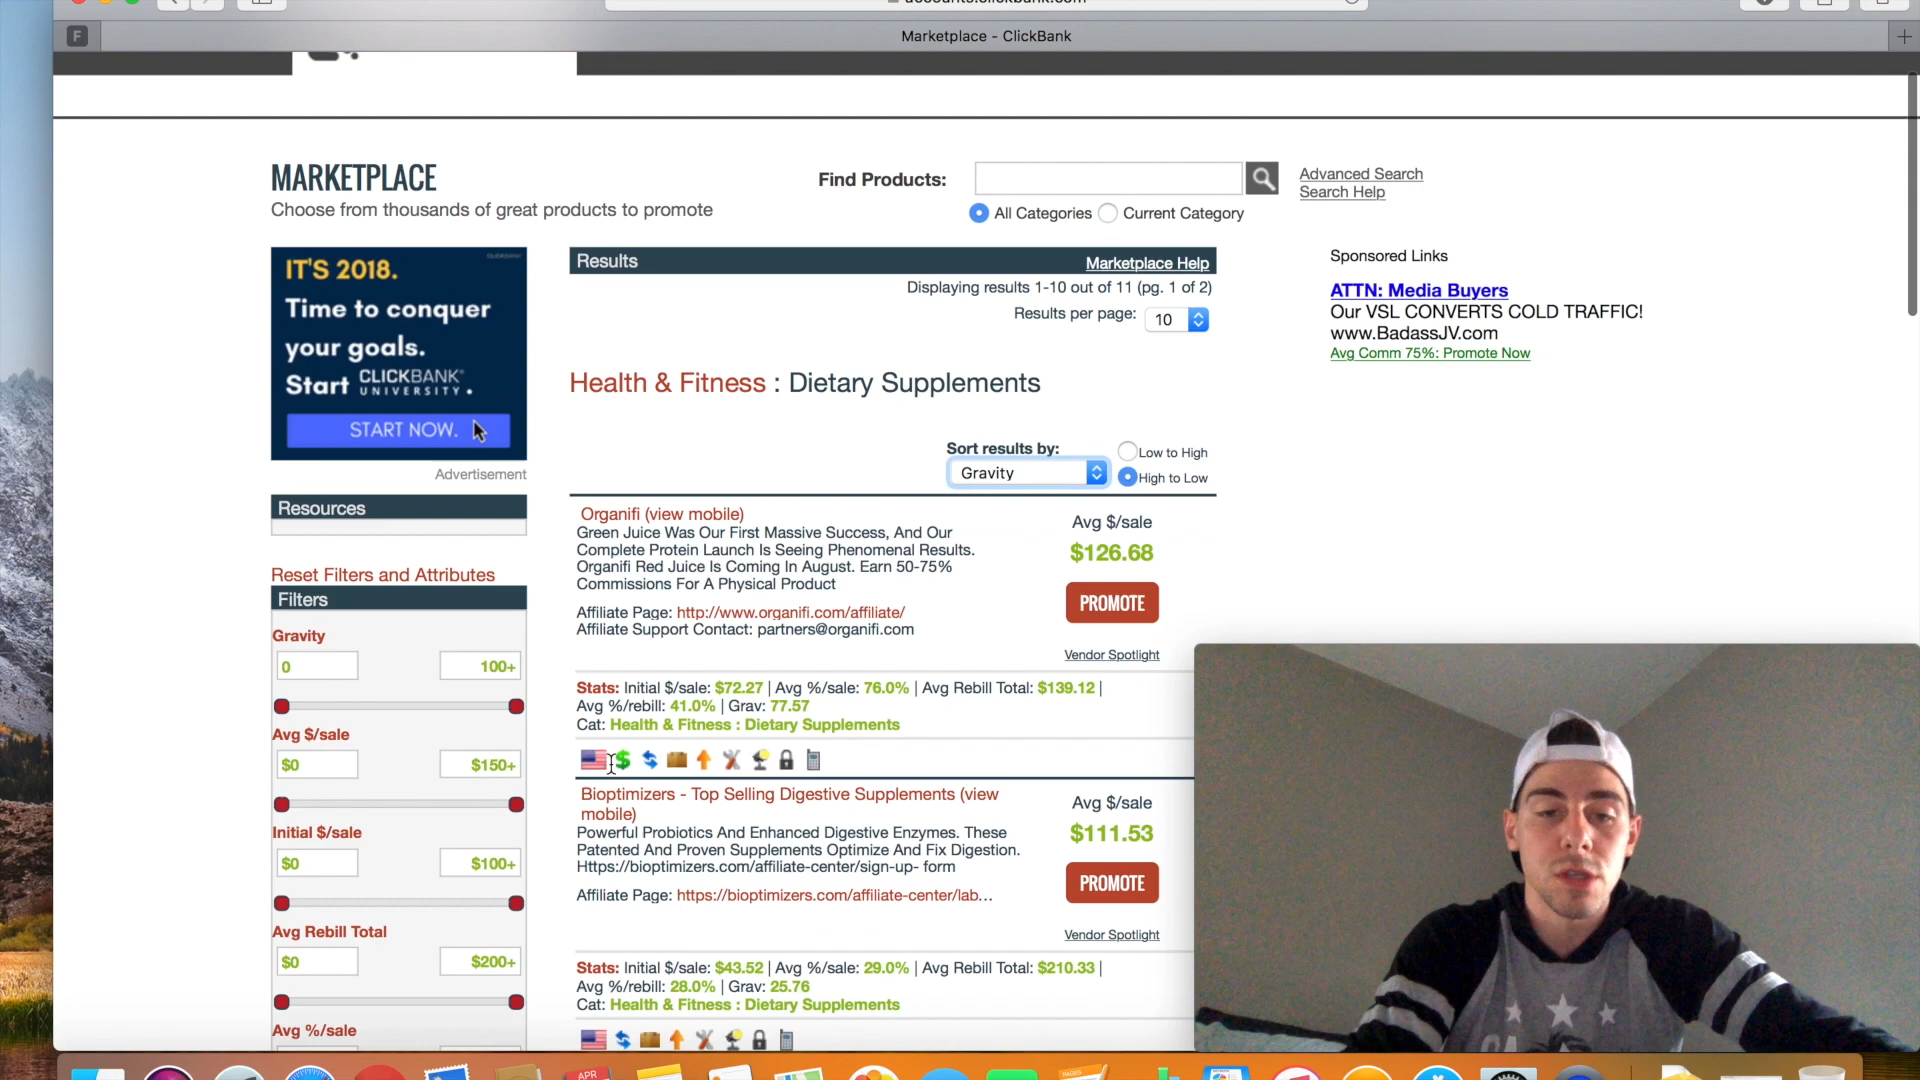 accounts.clickbank.com
F
Marketplace - ClickBank
MARKETPLACE
Choose from thousands of great products to promote
Find Products:
Advanced Search
Search Help
All Categories
Current Category
CLICKBANK
IT'S 2018.
Time to conquer
your goals.
Start CLICKBANK UNIVERSITY.
START NOW.
Advertisement
Resources
Reset Filters and Attributes
Filters
Gravity
0
100+
Avg $/sale
$0
$150+
Initial $/sale
$0
$100+
Avg Rebill Total
$0
$200+
Avg %/sale
Results
Marketplace Help
Displaying results 1-10 out of 11 (pg. 1 of 2)
Results per page: 10
Health & Fitness : Dietary Supplements
Sort results by:
Gravity
Low to High
High to Low
Organifi (view mobile)
Green Juice Was Our First Massive Success, And Our
Complete Protein Launch Is Seeing Phenomenal Results.
Organifi Red Juice Is Coming In August. Earn 50-75%
Commissions For A Physical Product
Affiliate Page: http://www.organifi.com/affiliate/
Affiliate Support Contact: partners@organifi.com
Avg $/sale
$126.68
PROMOTE
Vendor Spotlight
Stats: Initial $/sale: $72.27 | Avg %/sale: 76.0% | Avg Rebill Total: $139.12 |
Avg %/rebill: 41.0% | Grav: 77.57
Cat: Health & Fitness : Dietary Supplements
Bioptimizers - Top Selling Digestive Supplements (view
mobile)
Powerful Probiotics And Enhanced Digestive Enzymes. These
Patented And Proven Supplements Optimize And Fix Digestion.
Https://bioptimizers.com/affiliate-center/sign-up- form
Affiliate Page: https://bioptimizers.com/affiliate-center/lab...
Avg $/sale
$111.53
PROMOTE
Vendor Spotlight
Stats: Initial $/sale: $43.52 | Avg %/sale: 29.0% | Avg Rebill Total: $210.33 |
Avg %/rebill: 28.0% | Grav: 25.76
Cat: Health & Fitness : Dietary Supplements
Sponsored Links
ATTN: Media Buyers
Our VSL CONVERTS COLD TRAFFIC!
www.BadassJV.com
Avg Comm 75%: Promote Now
APR
PAGES